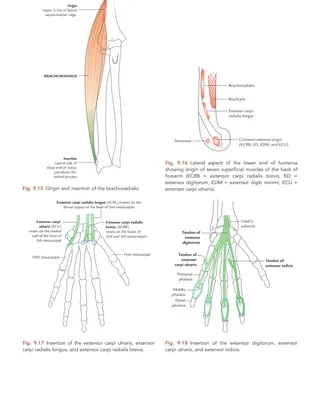 Origin
Upper 2/3rd of lateral
supracondylar ridge
BRACHIORADIALIS
Insertion
Lateral side of
distal end of radius
just above the
styloid process
Fig. 9.15 Origin and insertion of the brachioradialis.
Brachioradialis
Brachialis
Extensor carpi
radialis longus
Anconeus
Common extensor origin
(ECRB, ED, EDM, and ECU)
Fig. 9.16 Lateral aspect of the lower end of humerus
showing origin of seven superficial muscles of the back of
forearm (ECRB = extensor carpi radialis brevis, ED =
extensor digitorum, EDM = extensor digiti minimi, ECU =
extensor carpi ulnaris).
Extensor carpi radialis longus (ECRL) inserts on the
dorsal aspect of the base of 2nd metacarpal
Extensor carpi
ulnaris (ECU)
inserts on the medial
side of the base of
5th metacarpal
Extensor carpi radialis
brevis (ECRB)
inserts on the bases of
2nd and 3rd metacarpals
Fifth metacarpal
First metacarpal
Fig. 9.17 Insertion of the extensor carpi ulnaris, extensor
carpi radialis longus, and extensor carpi radialis brevis.
Lister's
tubercle
Tendon of
extensor
digitorum
Tendon of
extensor
carpi ulnaris
Tendon of
extensor indicis
Proximal
phalanx
Middle
phalanx
Distal
phalanx
Fig. 9.18 Insertion of the extensor digitorum, extensor
carpi ulnaris, and extensor indicis.